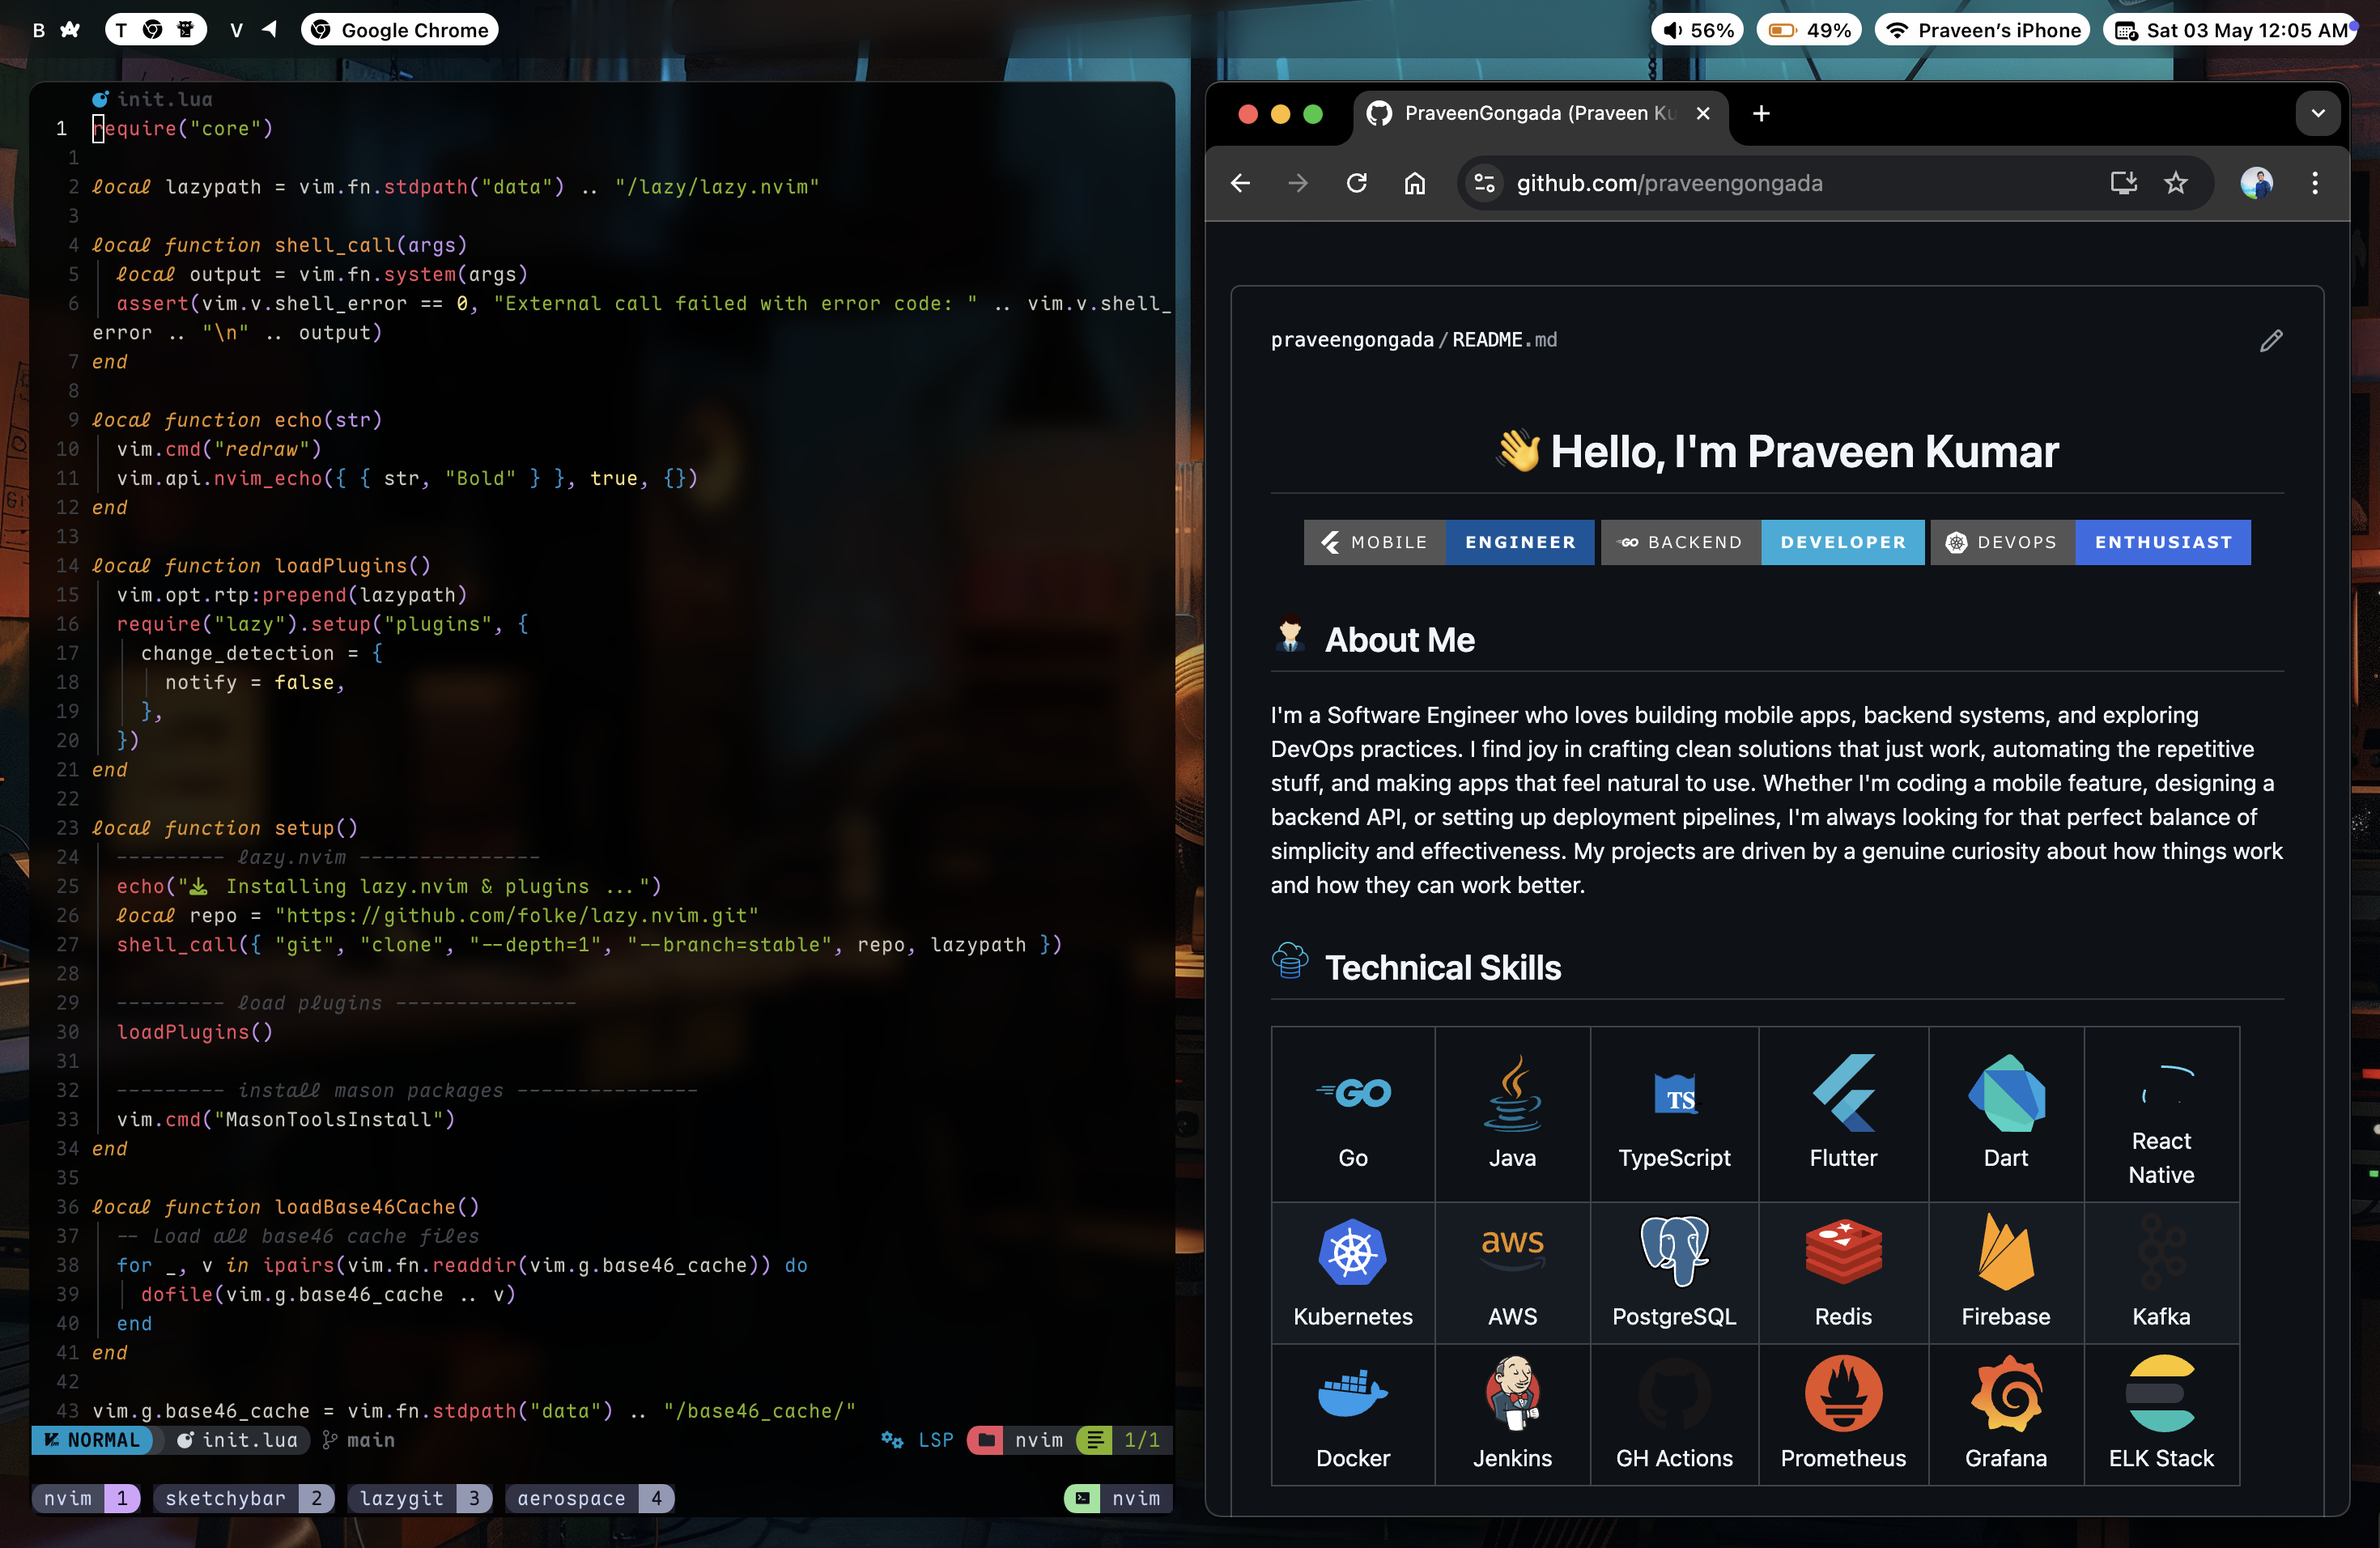 B T V Google Chrome 56% 49% Praveen’s iPhone Sat 03 May 12:05 AM
init.lua
1 require("core")
1
2 local lazypath = vim.fn.stdpath("data") .. "/lazy/lazy.nvim"
3
4 local function shell_call(args)
5 local output = vim.fn.system(args)
6 assert(vim.v.shell_error == 0, "External call failed with error code: " .. vim.v.shell_
error .. "\n" .. output)
7 end
8
9 local function echo(str)
10 vim.cmd("redraw")
11 vim.api.nvim_echo({ { str, "Bold" } }, true, {})
12 end
13
14 local function loadPlugins()
15 vim.opt.rtp:prepend(lazypath)
16 require("lazy").setup("plugins", {
17 change_detection = {
18 notify = false,
19 },
20 })
21 end
22
23 local function setup()
24 --------- lazy.nvim ---------------
25 echo(" Installing lazy.nvim & plugins ...")
26 local repo = "https://github.com/folke/lazy.nvim.git"
27 shell_call({ "git", "clone", "--depth=1", "--branch=stable", repo, lazypath })
28
29 --------- load plugins ---------------
30 loadPlugins()
31
32 --------- install mason packages ---------------
33 vim.cmd("MasonToolsInstall")
34 end
35
36 local function loadBase46Cache()
37 -- Load all base46 cache files
38 for _, v in ipairs(vim.fn.readdir(vim.g.base46_cache)) do
39 dofile(vim.g.base46_cache .. v)
40 end
41 end
42
43 vim.g.base46_cache = vim.fn.stdpath("data") .. "/base46_cache/"
NORMAL init.lua main LSP nvim 1/1
nvim 1 sketchybar 2 lazygit 3 aerospace 4 nvim
PraveenGongada (Praveen Ku
github.com/praveengongada
praveengongada/README.md
👋 Hello, I'm Praveen Kumar
MOBILE ENGINEER GO BACKEND DEVELOPER DEVOPS ENTHUSIAST
About Me
I'm a Software Engineer who loves building mobile apps, backend systems, and exploring
DevOps practices. I find joy in crafting clean solutions that just work, automating the repetitive
stuff, and making apps that feel natural to use. Whether I'm coding a mobile feature, designing a
backend API, or setting up deployment pipelines, I'm always looking for that perfect balance of
simplicity and effectiveness. My projects are driven by a genuine curiosity about how things work
and how they can work better.
Technical Skills
GO TS
Go Java TypeScript Flutter Dart React
Native
aws
Kubernetes AWS PostgreSQL Redis Firebase Kafka
Docker Jenkins GH Actions Prometheus Grafana ELK Stack